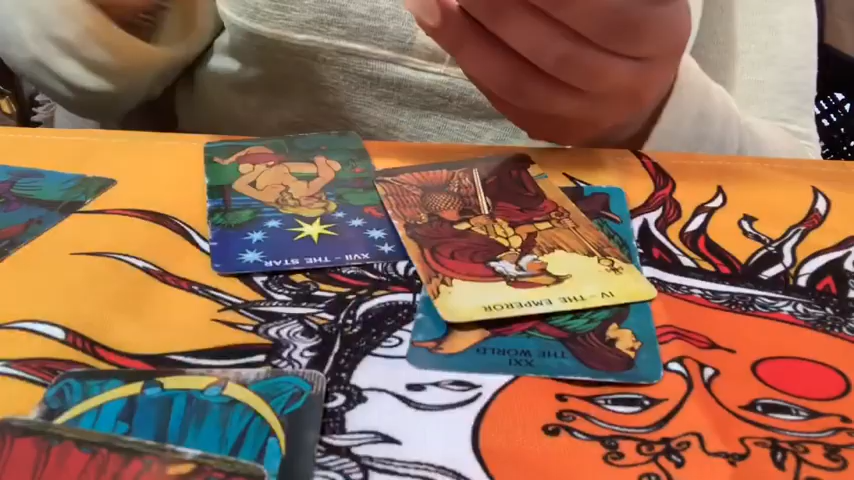 XVII - THE STAR
IV - THE EMPEROR
XXI THE WORLD